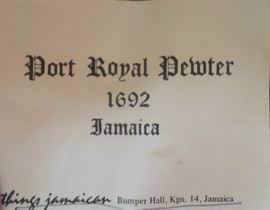 Port Royal Pewter
1692
Jamaica
things jamaican Bumper Hall, Kgn. 14, Jamaica